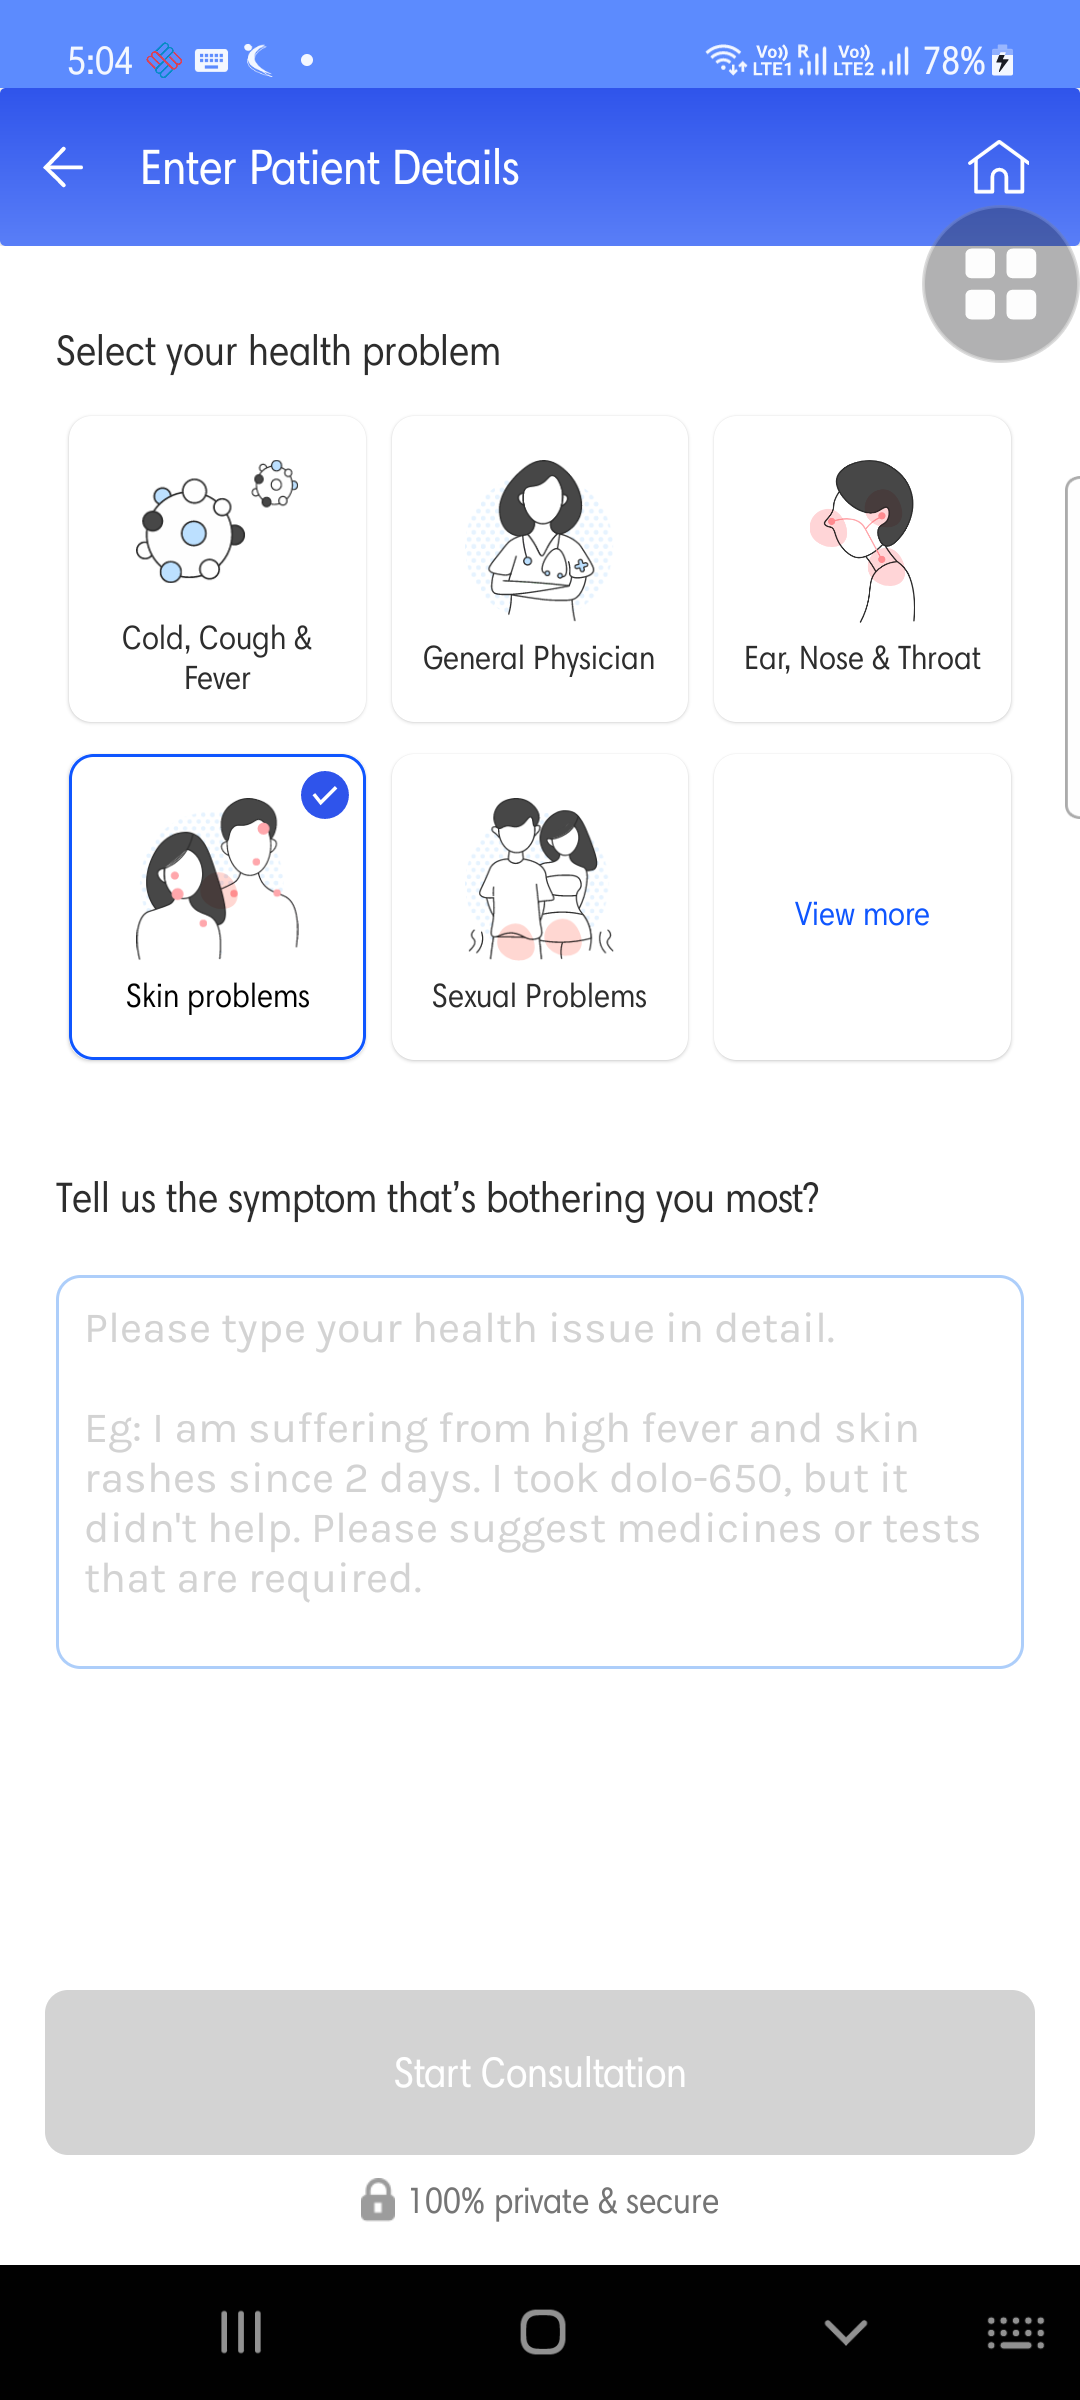 5:04
Vo)) R Vo)) 78%
LTE1 LTE2
Enter Patient Details
Select your health problem
Cold, Cough &
Fever
General Physician
Ear, Nose & Throat
Skin problems
Sexual Problems
View more
Tell us the symptom that's bothering you most?
Please type your health issue in detail.
Eg: I am suffering from high fever and skin
rashes since 2 days. I took dolo-650, but it
didn't help. Please suggest medicines or tests
that are required.
Start Consultation
100% private & secure